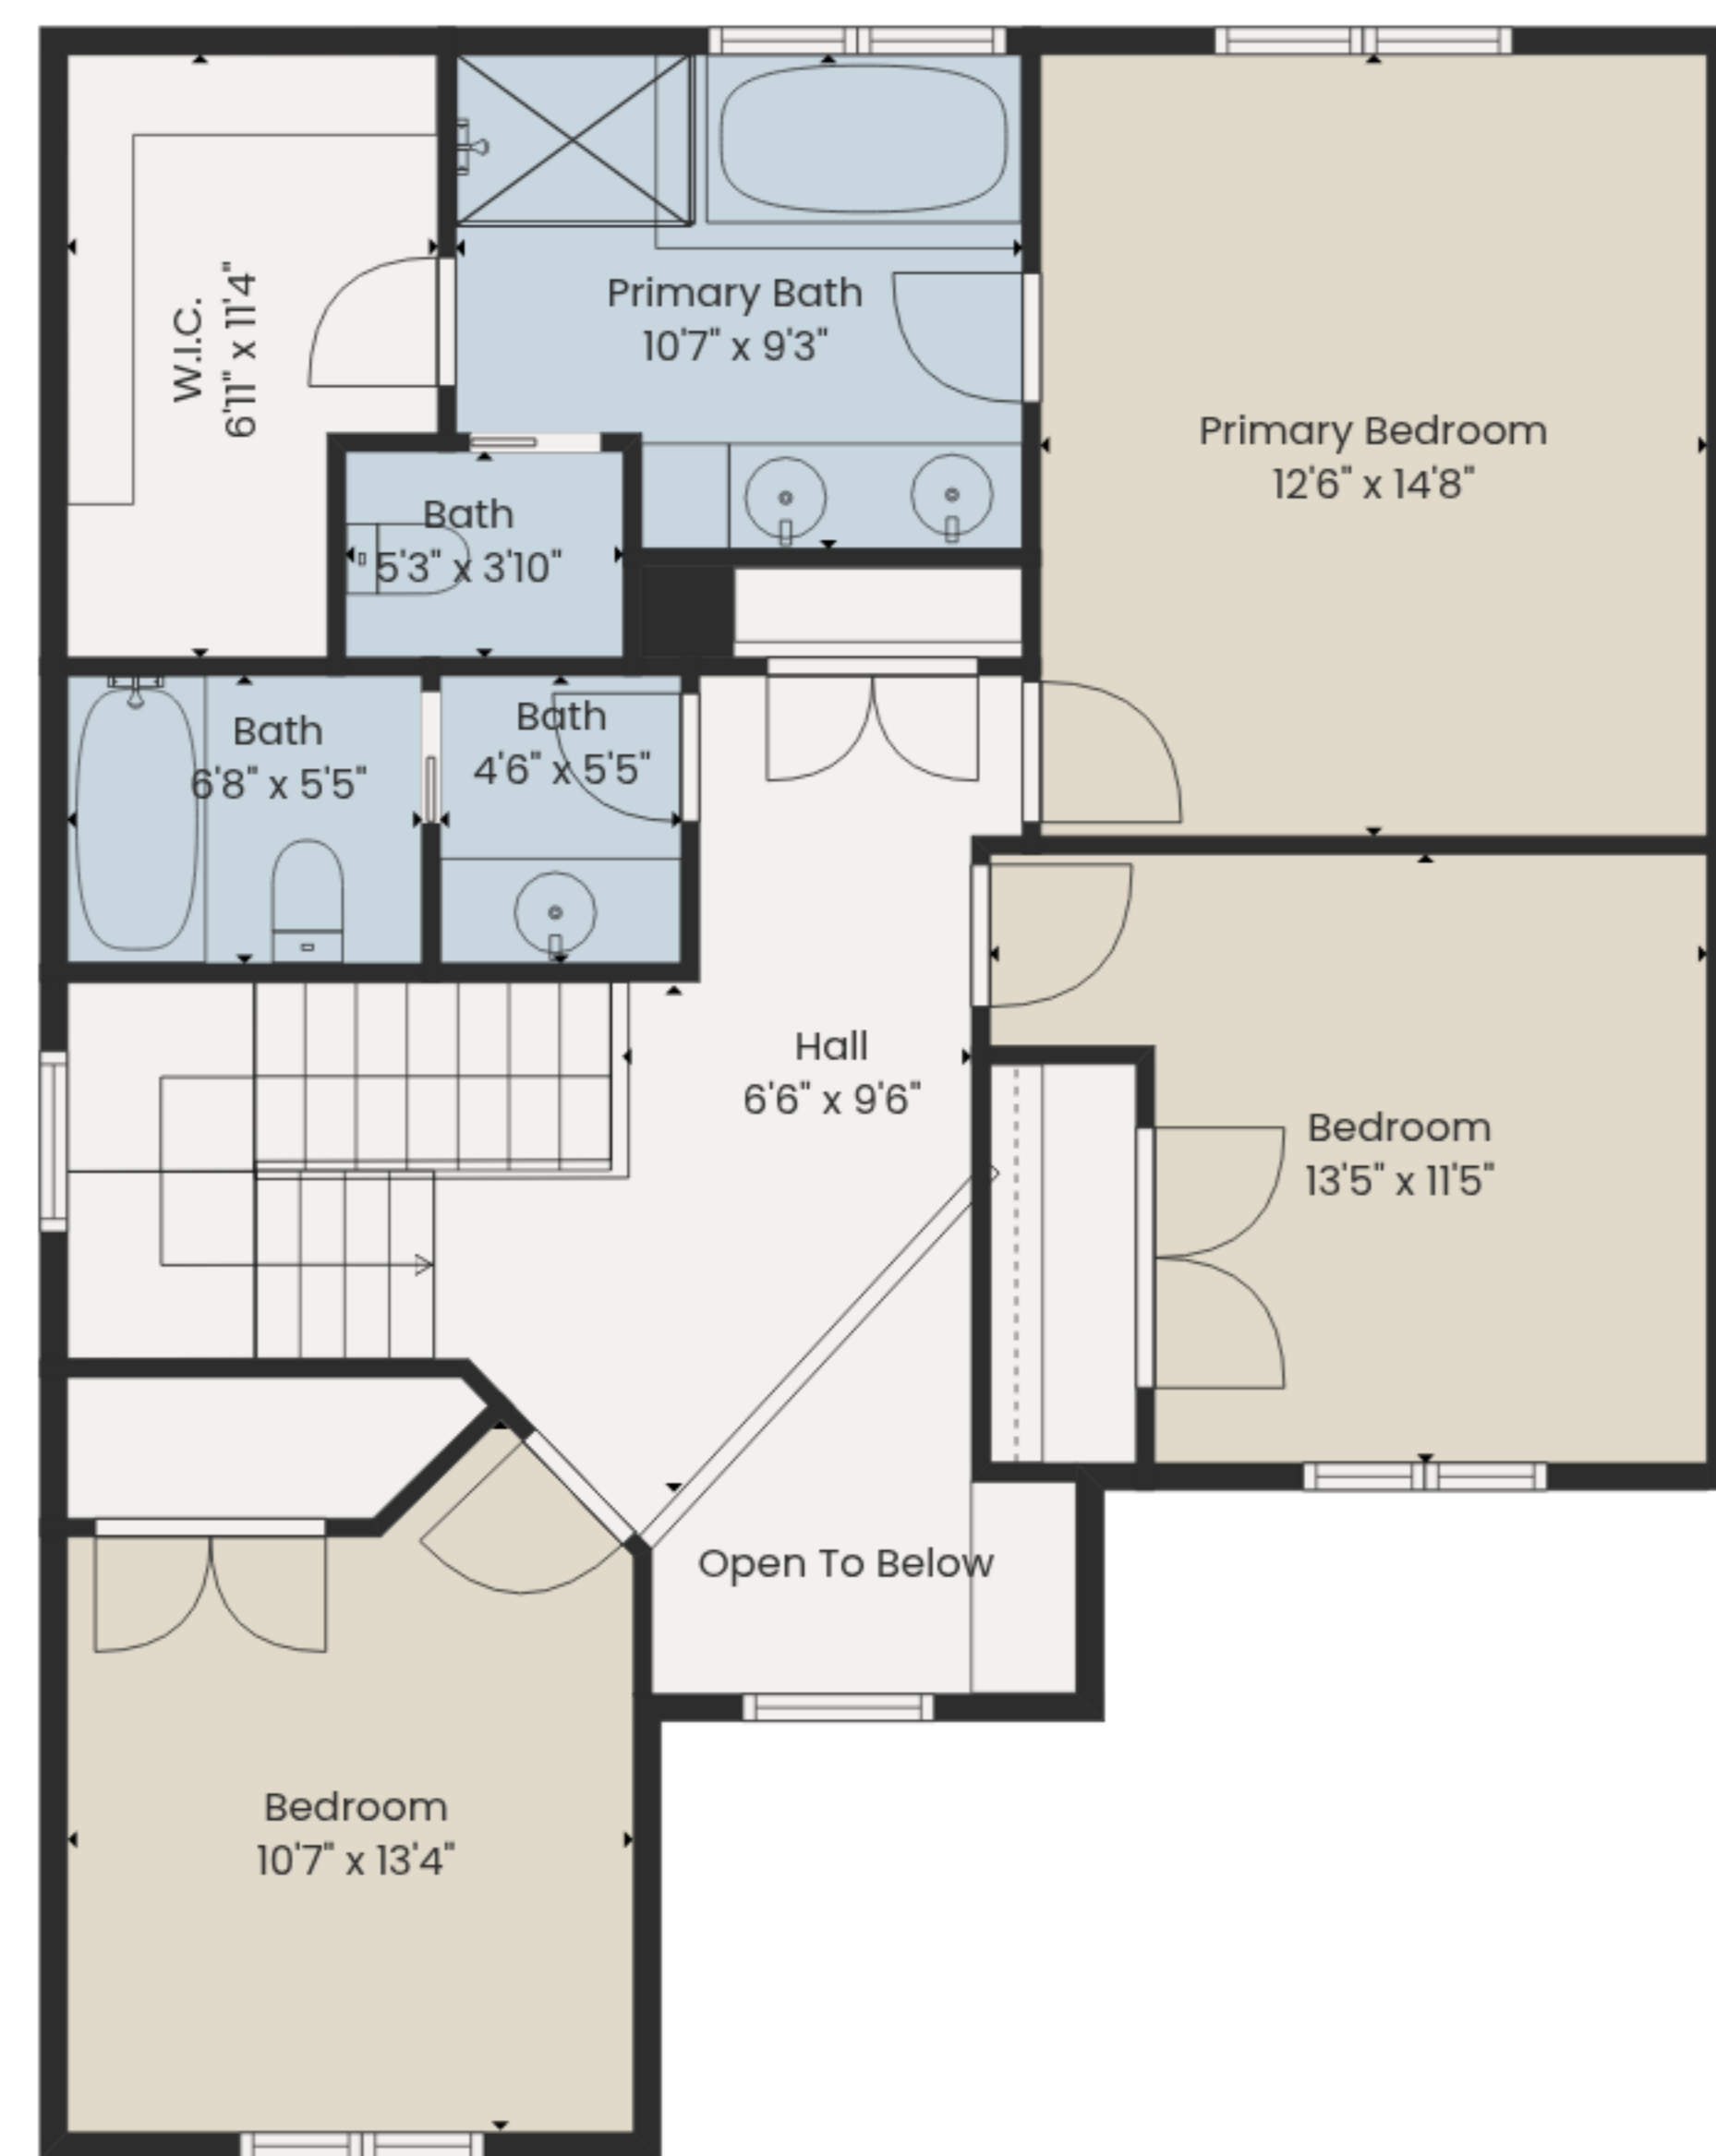 W.I.C.
6'11" x 11'4"
Primary Bath
10'7" x 9'3"
Primary Bedroom
12'6" x 14'8"
Bath
5'3" x 3'10"
Bath
6'8" x 5'5"
Bath
4'6" x 5'5"
Hall
6'6" x 9'6"
Bedroom
13'5" x 11'5"
Open To Below
Bedroom
10'7" x 13'4"